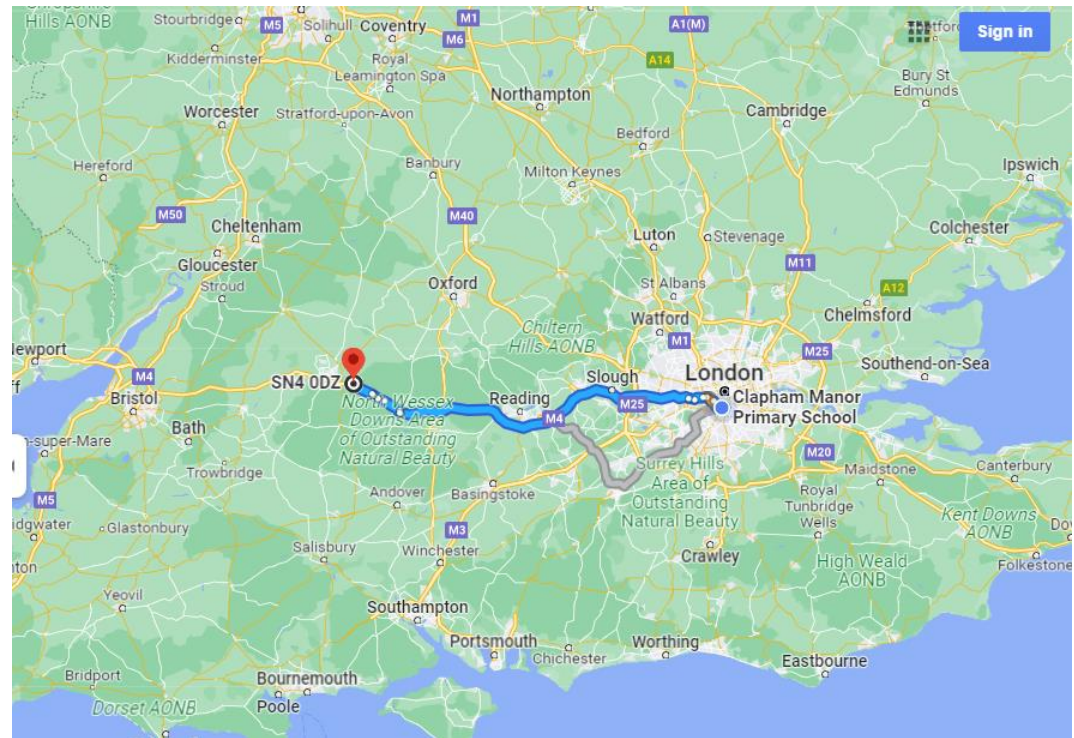 Hills AONB
Stourbridge
Solihull
Coventry
M5
M1
M6
A1(M)
Sign in
Kidderminster
Royal
Leamington Spa
A14
Bury St
Edmunds
Northampton
Worcester
Stratford-upon-Avon
Cambridge
Bedford
Hereford
Banbury
Milton Keynes
Ipswich
M50
M40
Cheltenham
Luton
Stevenage
Colchester
M11
Gloucester
Stroud
Oxford
St Albans
A12
Chelmsford
Chiltern
Hills AONB
Watford
M1
M25
M4
SN4 0DZ
Slough
London
Southend-on-Sea
Bristol
North Wessex
Downs Area
of Outstanding
Natural Beauty
Reading
M4
M25
Clapham Manor
Primary School
Bath
Trowbridge
Surrey Hills
Area of
Outstanding
Natural Beauty
M20
Maidstone
Canterbury
M5
Andover
Basingstoke
Royal
Tunbridge
Wells
Kent Downs
AONB
Glastonbury
M3
Salisbury
Winchester
Crawley
High Weald
AONB
Folkestone
Yeovil
Southampton
Portsmouth
Chichester
Worthing
Eastbourne
Bridport
Bournemouth
Poole
Dorset AONB